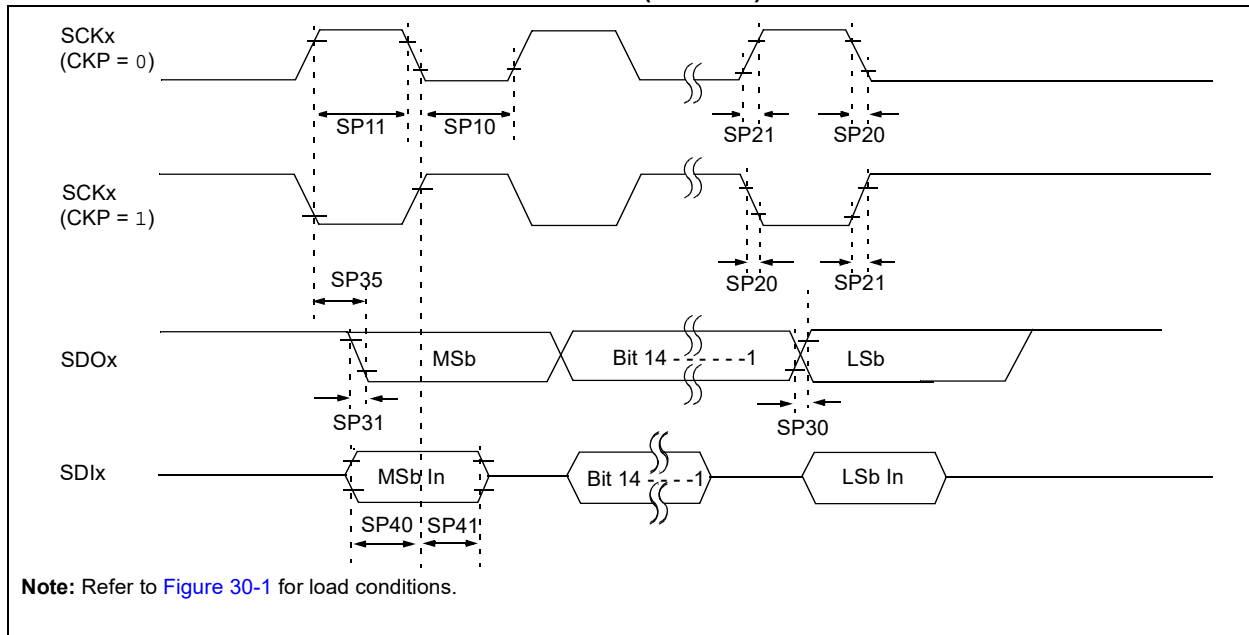 SCKx
(CKP = 0)
SP11
SP10
SP21
SP20
SCKx
(CKP = 1)
SP35
SP20
SP21
SDOx
MSb
Bit 14 - - - - - -1
LSb
SP31
SP30
SDIx
MSb In
Bit 14 - - - - -1
LSb In
SP40
SP41
Note: Refer to Figure 30-1 for load conditions.